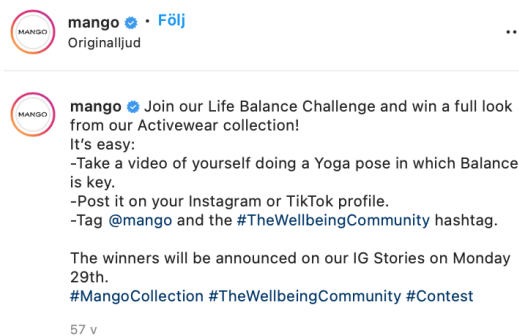 MANGO
mango • Följ
Originalljud
MANGO
mango Join our Life Balance Challenge and win a full look
from our Activewear collection!
It's easy:
-Take a video of yourself doing a Yoga pose in which Balance
is key.
-Post it on your Instagram or TikTok profile.
-Tag @mango and the #TheWellbeingCommunity hashtag.
The winners will be announced on our IG Stories on Monday
29th.
#MangoCollection #TheWellbeingCommunity #Contest
57 v